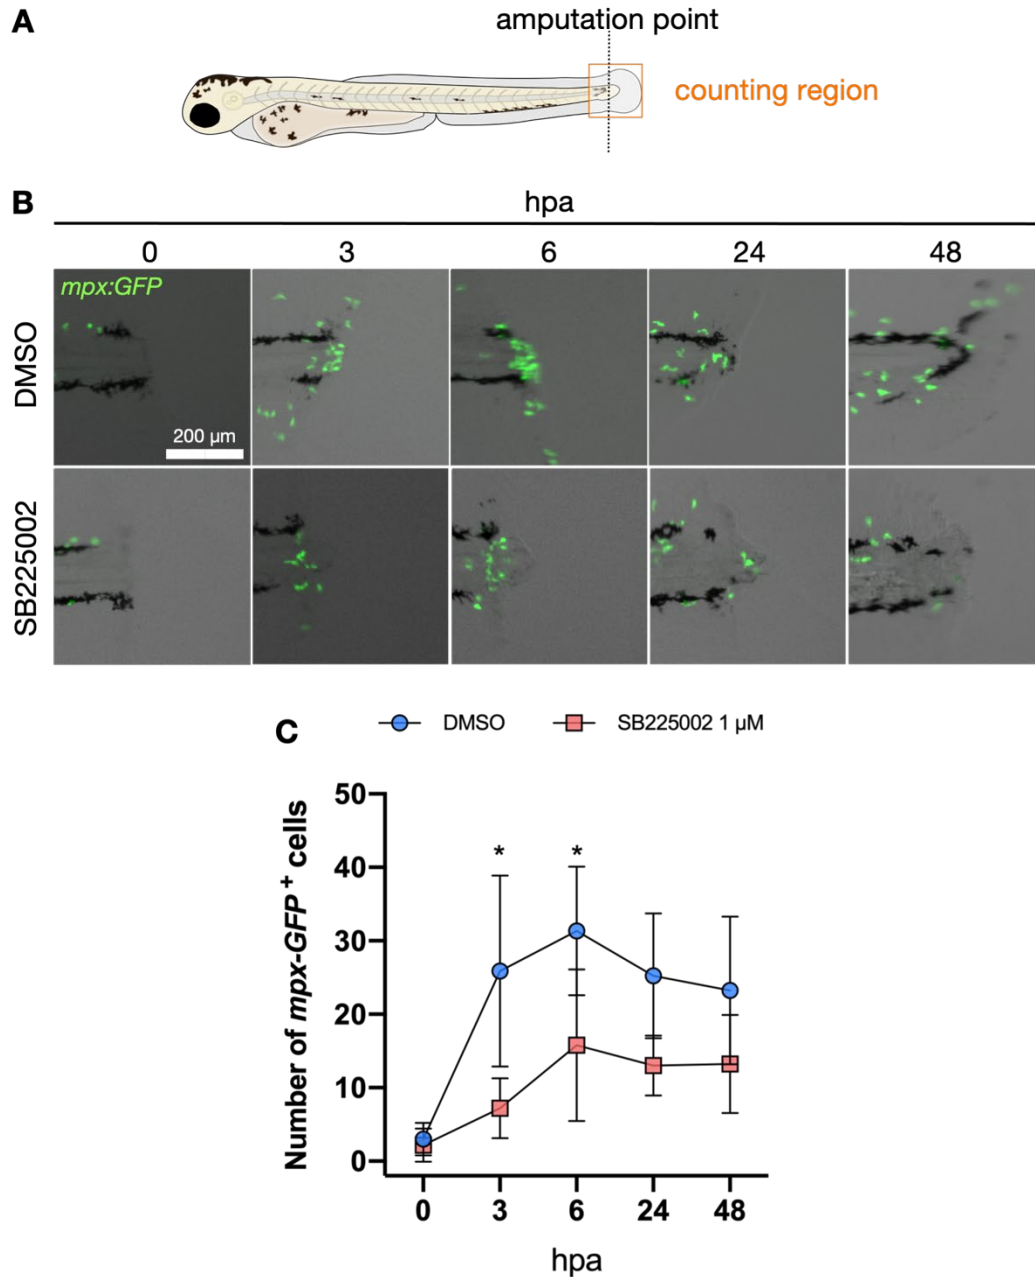 A
amputation point
counting region
B
hpa
0 3 6 24 48
mpx:GFP
DMSO
200 µm
SB225002
C
DMSO SB225002 1 µM
Number of mpx-GFP+ cells
50
40
30
20
10
0
* *
0 3 6 24 48
hpa